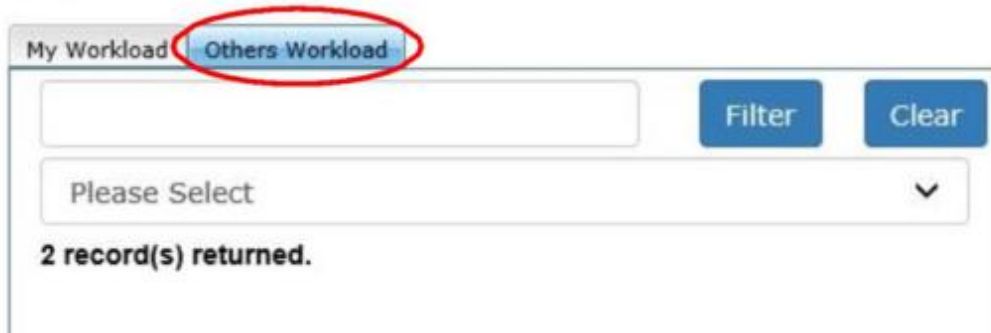 My Workload Others Workload
Filter Clear
Please Select
2 record(s) returned.